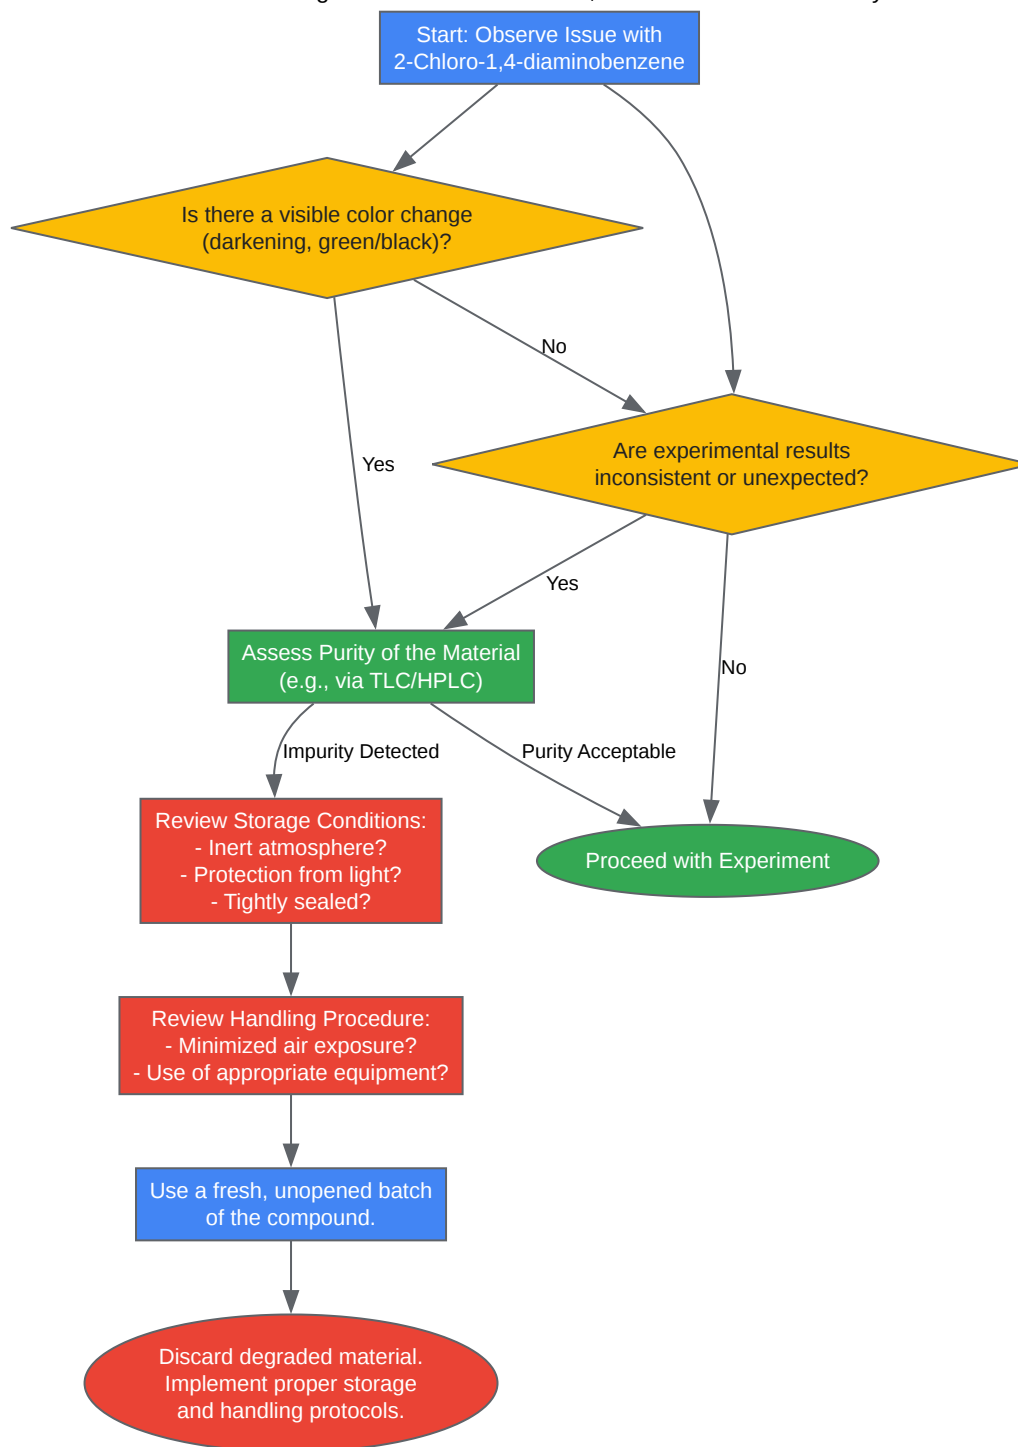 Start: Observe Issue with
2-Chloro-1,4-diaminobenzene
Is there a visible color change
(darkening, green/black)?
No
Are experimental results
inconsistent or unexpected?
Yes
Yes
Assess Purity of the Material
(e.g., via TLC/HPLC)
No
Impurity Detected
Purity Acceptable
Review Storage Conditions:
- Inert atmosphere?
- Protection from light?
- Tightly sealed?
Proceed with Experiment
Review Handling Procedure:
- Minimized air exposure?
- Use of appropriate equipment?
Use a fresh, unopened batch
of the compound.
Discard degraded material.
Implement proper storage
and handling protocols.